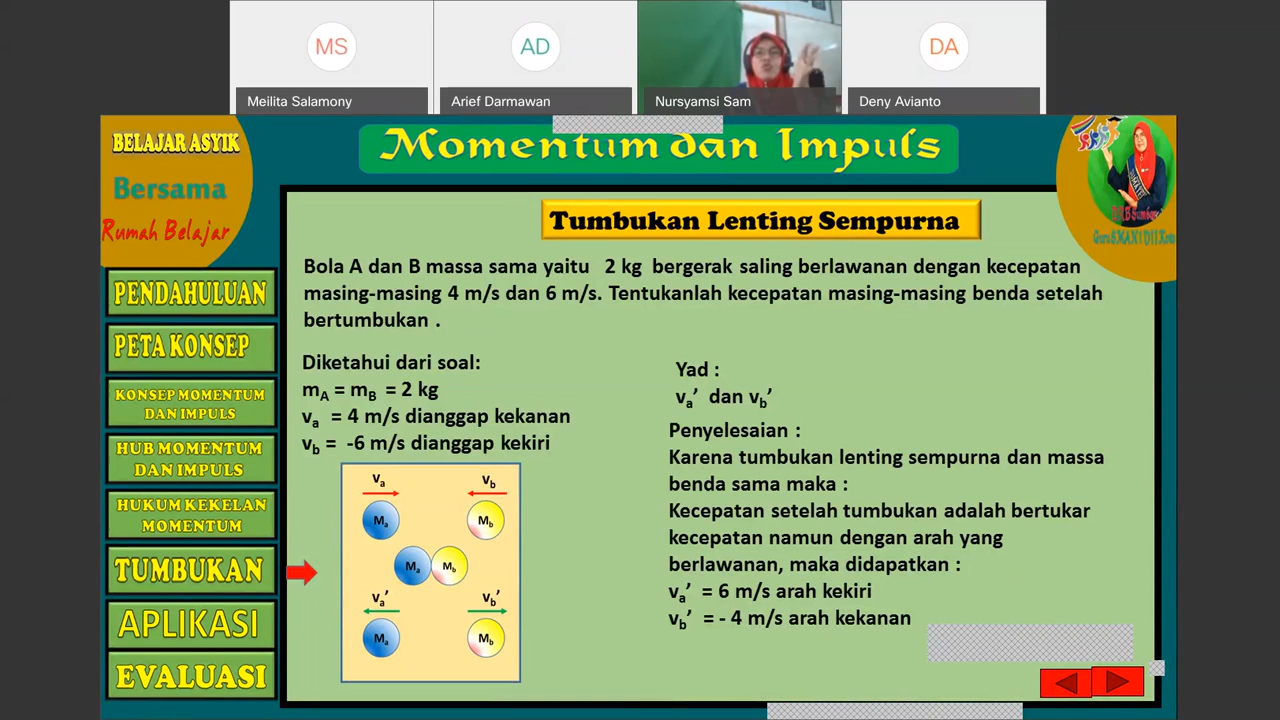 MS
AD
DA
Meilita Salamony
Arief Darmawan
Nursyamsi Sam
Deny Avianto
BELAJAR ASYIK
Bersama
Rumah Belajar
Momentum dan Impuls
Tumbukan Lenting Sempurna
PENDAHULUAN
PETA KONSEP
KONSEP MOMENTUM
DAN IMPULS
HUB MOMENTUM
DAN IMPULS
HUKUM KEKELAN
MOMENTUM
TUMBUKAN
APLIKASI
EVALUASI
Bola A dan B massa sama yaitu 2 kg bergerak saling berlawanan dengan kecepatan
masing-masing 4 m/s dan 6 m/s. Tentukanlah kecepatan masing-masing benda setelah
bertumbukan .
Diketahui dari soal:
mA = mB = 2 kg
va = 4 m/s dianggap kekanan
vb = -6 m/s dianggap kekiri
va vb
Ma Mb
Ma Mb
va’ vb’
Ma Mb
Yad :
va’ dan vb’
Penyelesaian :
Karena tumbukan lenting sempurna dan massa
benda sama maka :
Kecepatan setelah tumbukan adalah bertukar
kecepatan namun dengan arah yang
berlawanan, maka didapatkan :
va’ = 6 m/s arah kekiri
vb’ = - 4 m/s arah kekanan